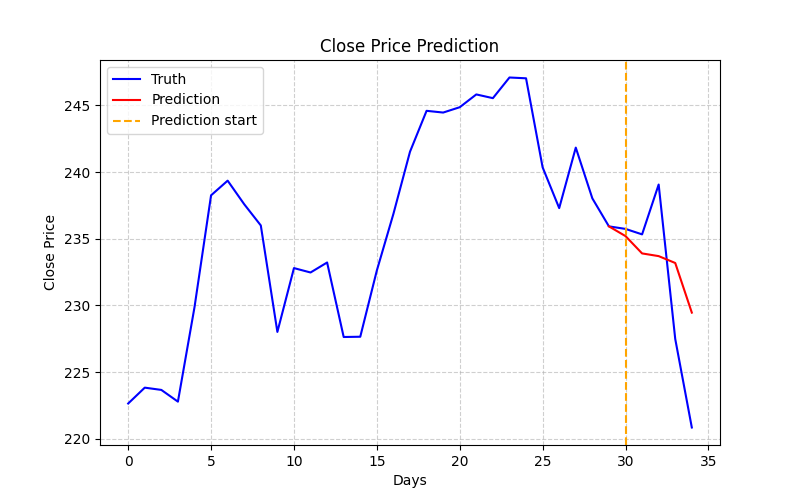 Close Price Prediction
Truth
Prediction
Prediction start
Close Price
245
240
235
230
225
220
0 5 10 15 20 25 30 35
Days